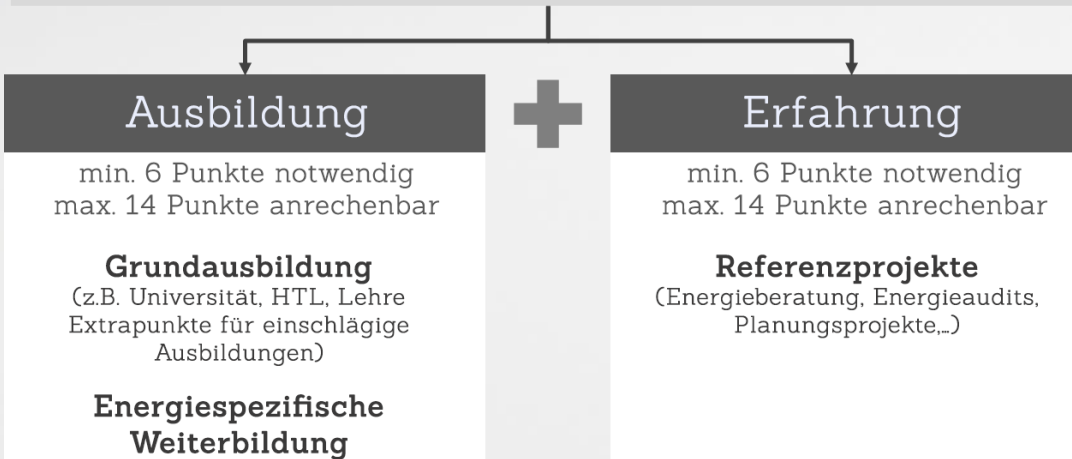 Ausbildung
min. 6 Punkte notwendig
max. 14 Punkte anrechenbar
Grundausbildung
(z.B. Universität, HTL, Lehre
Extrapunkte für einschlägige
Ausbildungen)
Energiespezifische
Weiterbildung
Erfahrung
min. 6 Punkte notwendig
max. 14 Punkte anrechenbar
Referenzprojekte
(Energieberatung, Energieaudits,
Planungsprojekte,…)